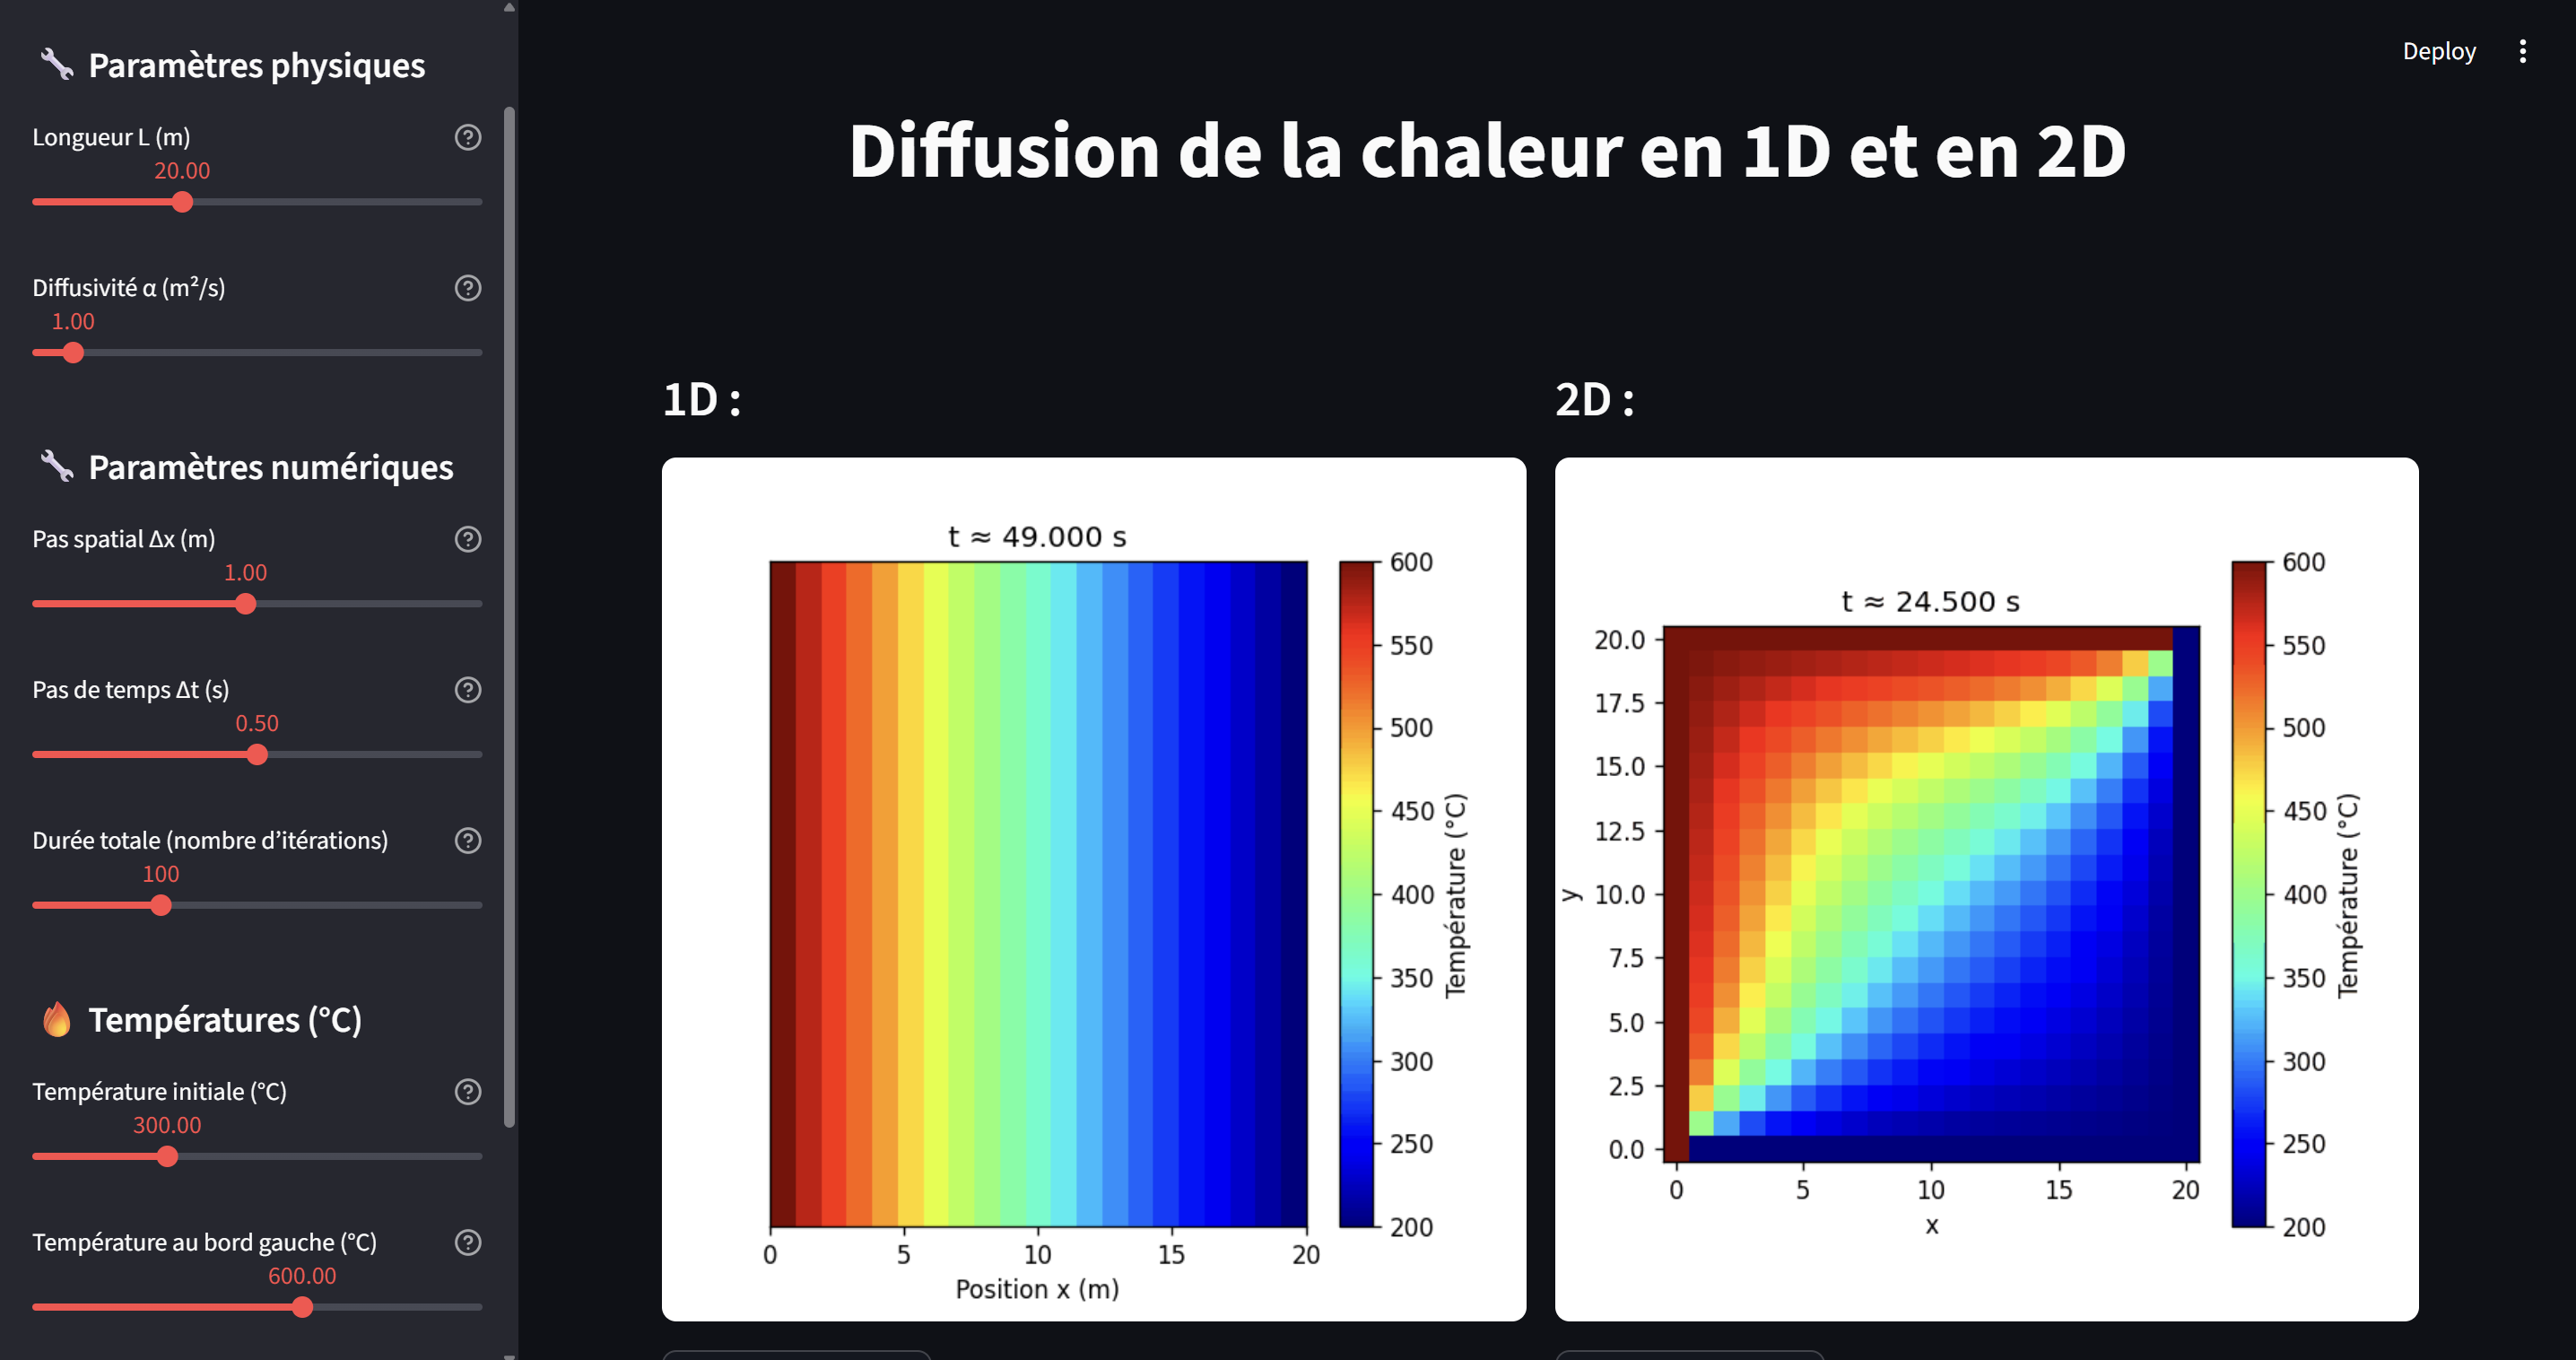 Paramètres physiques
Longueur L (m)
20.00
Diffusivité α (m²/s)
1.00
Paramètres numériques
Pas spatial Δx (m)
1.00
Pas de temps Δt (s)
0.50
Durée totale (nombre d’itérations)
100
Températures (°C)
Température initiale (°C)
300.00
Température au bord gauche (°C)
600.00
Deploy
Diffusion de la chaleur en 1D et en 2D
1D :
t ≈ 49.000 s
600
550
500
450
400
350
300
250
200
Température (°C)
0 5 10 15 20
Position x (m)
2D :
t ≈ 24.500 s
20.0
17.5
15.0
12.5
10.0
7.5
5.0
2.5
0.0
y
0 5 10 15 20
x
600
550
500
450
400
350
300
250
200
Température (°C)